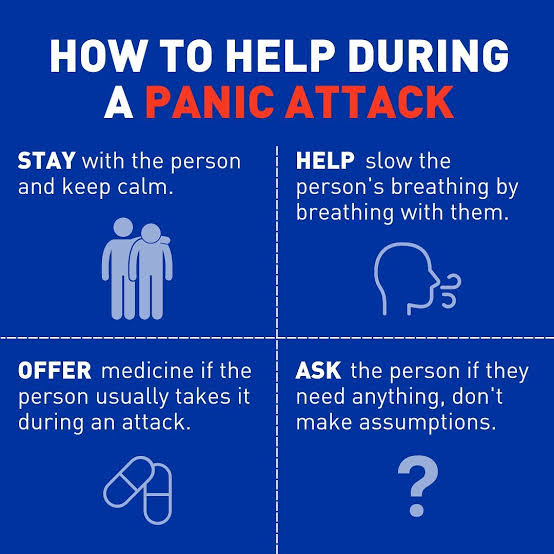 HOW TO HELP DURING
A PANIC ATTACK
STAY with the person
and keep calm.
HELP slow the
person's breathing by
breathing with them.
OFFER medicine if the
person usually takes it
during an attack.
ASK the person if they
need anything, don't
make assumptions.
?